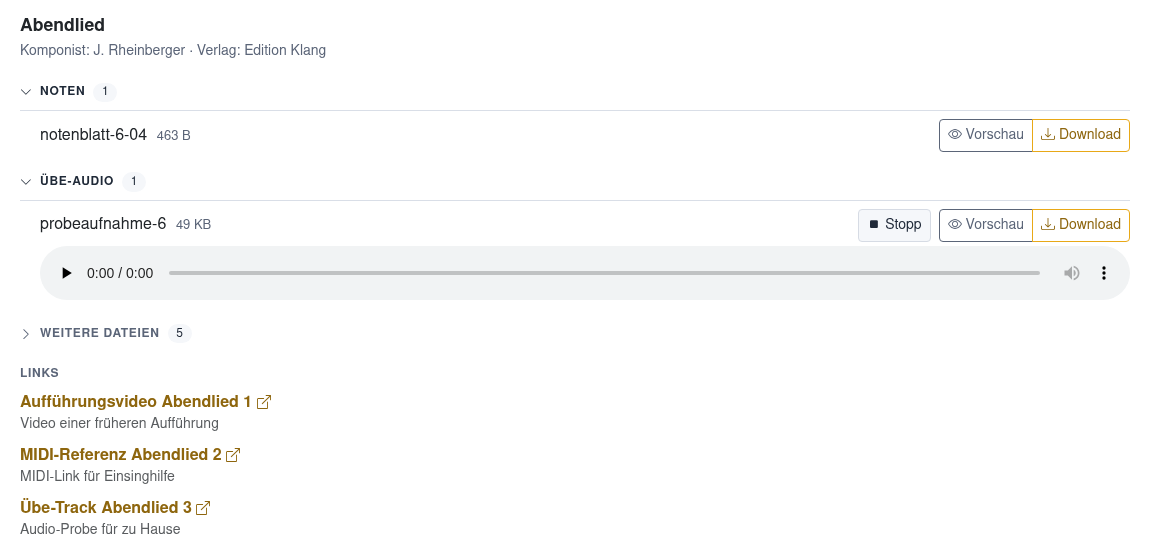 Abendlied
Komponist: J. Rheinberger · Verlag: Edition Klang
NOTEN 1
notenblatt-6-04 463 B Vorschau Download
ÜBE-AUDIO 1
probeaufnahme-6 49 KB Stopp Vorschau Download
0:00 / 0:00
WEITERE DATEIEN 5
LINKS
Aufführungsvideo Abendlied 1
Video einer früheren Aufführung
MIDI-Referenz Abendlied 2
MIDI-Link für Einsinghilfe
Übe-Track Abendlied 3
Audio-Probe für zu Hause